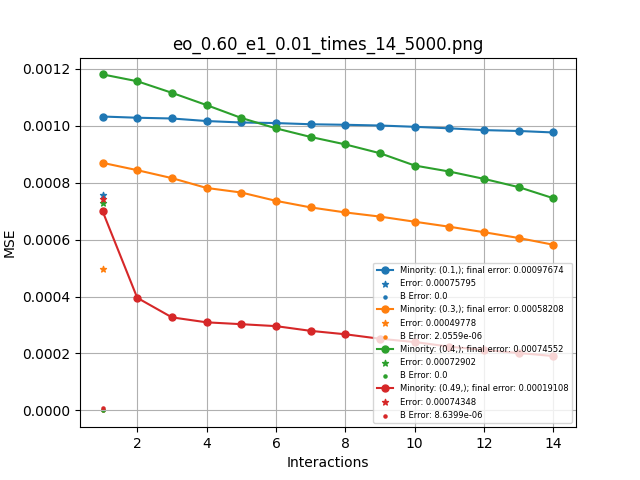 eo_0.60_e1_0.01_times_14_5000.png
0.0012
0.0010
0.0008
0.0006
0.0004
0.0002
0.0000
MSE
Minority: (0.1,); final error: 0.00097674
Error: 0.00075795
B Error: 0.0
Minority: (0.3,); final error: 0.00058208
Error: 0.00049778
B Error: 2.0559e-06
Minority: (0.4,); final error: 0.00074552
Error: 0.00072902
B Error: 0.0
Minority: (0.49,); final error: 0.00019108
Error: 0.00074348
B Error: 8.6399e-06
2 4 6 8 10 12 14
Interactions